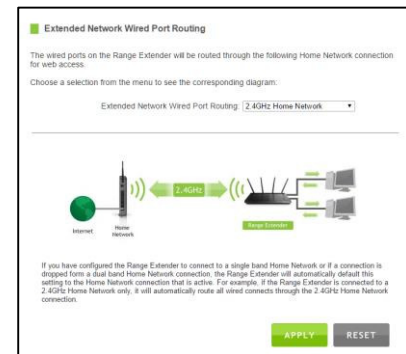 Extended Network Wired Port Routing
The wired ports on the Range Extender will be routed through the following Home Network connection
for web access.
Choose a selection from the menu to see the corresponding diagram:
Extended Network Wired Port Routing: 2.4GHz Home Network
2.4GHz
Internet
Home
Network
Range Extender
If you have configured the Range Extender to connect to a single band Home Network or if a connection is
dropped form a dual band Home Network connection, the Range Extender will automatically default this
setting to the Home Network connection that is active. For example, if the Range Extender is connected to a
2.4GHz Home Network only, it will automatically route all wired connects through the 2.4GHz Home Network
connection.
APPLY RESET